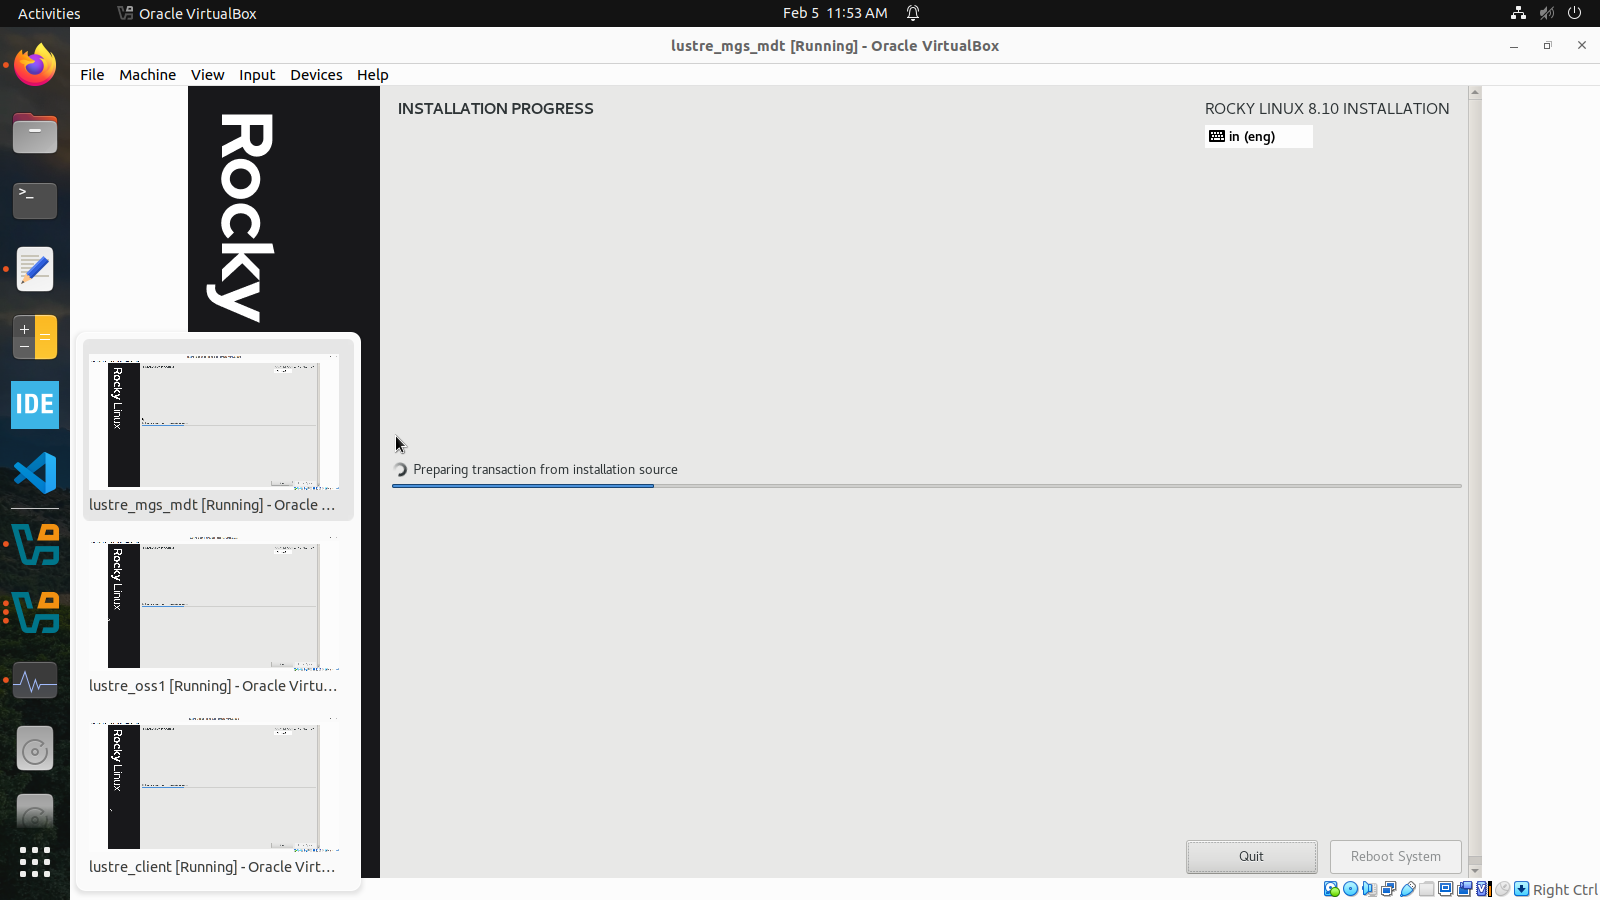 Activities
Oracle VirtualBox
Feb 5 11:53 AM
lustre_mgs_mdt [Running] - Oracle VirtualBox
File Machine View Input Devices Help
Rocky
INSTALLATION PROGRESS
ROCKY LINUX 8.10 INSTALLATION
in (eng)
Preparing transaction from installation source
Quit
Reboot System
Right Ctrl
>_
IDE
Rocky Linux
lustre_mgs_mdt [Running] - Oracle ...
Rocky Linux
lustre_oss1 [Running] - Oracle Virtu...
Rocky Linux
lustre_client [Running] - Oracle Virt...